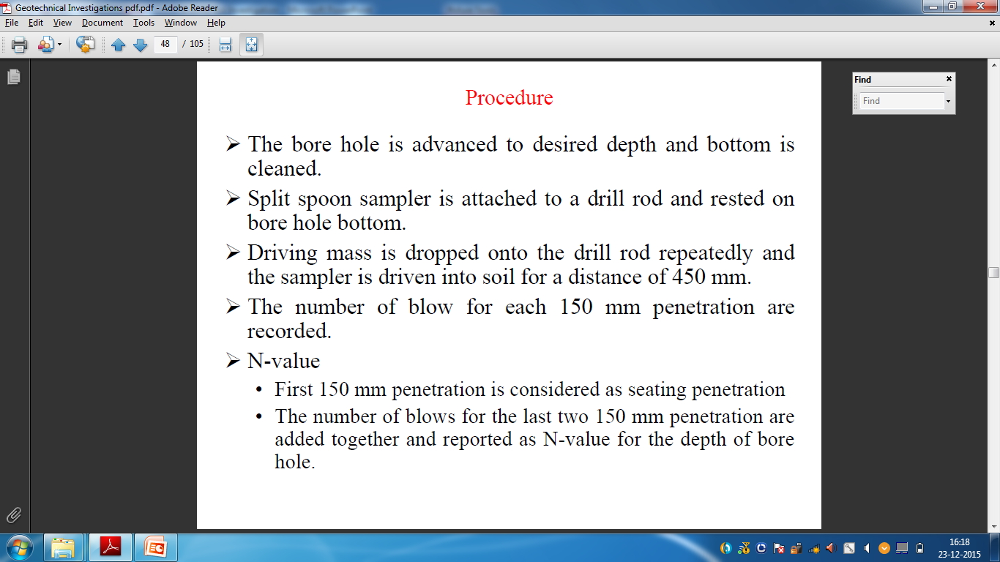 Geotechnical Investigations pdf.pdf - Adobe Reader
File Edit View Document Tools Window Help
48 / 105
Find
Find
Procedure
➢ The bore hole is advanced to desired depth and bottom is
cleaned.
➢ Split spoon sampler is attached to a drill rod and rested on
bore hole bottom.
➢ Driving mass is dropped onto the drill rod repeatedly and
the sampler is driven into soil for a distance of 450 mm.
➢ The number of blow for each 150 mm penetration are
recorded.
➢ N-value
• First 150 mm penetration is considered as seating penetration
• The number of blows for the last two 150 mm penetration are
added together and reported as N-value for the depth of bore
hole.
16:18
23-12-2015